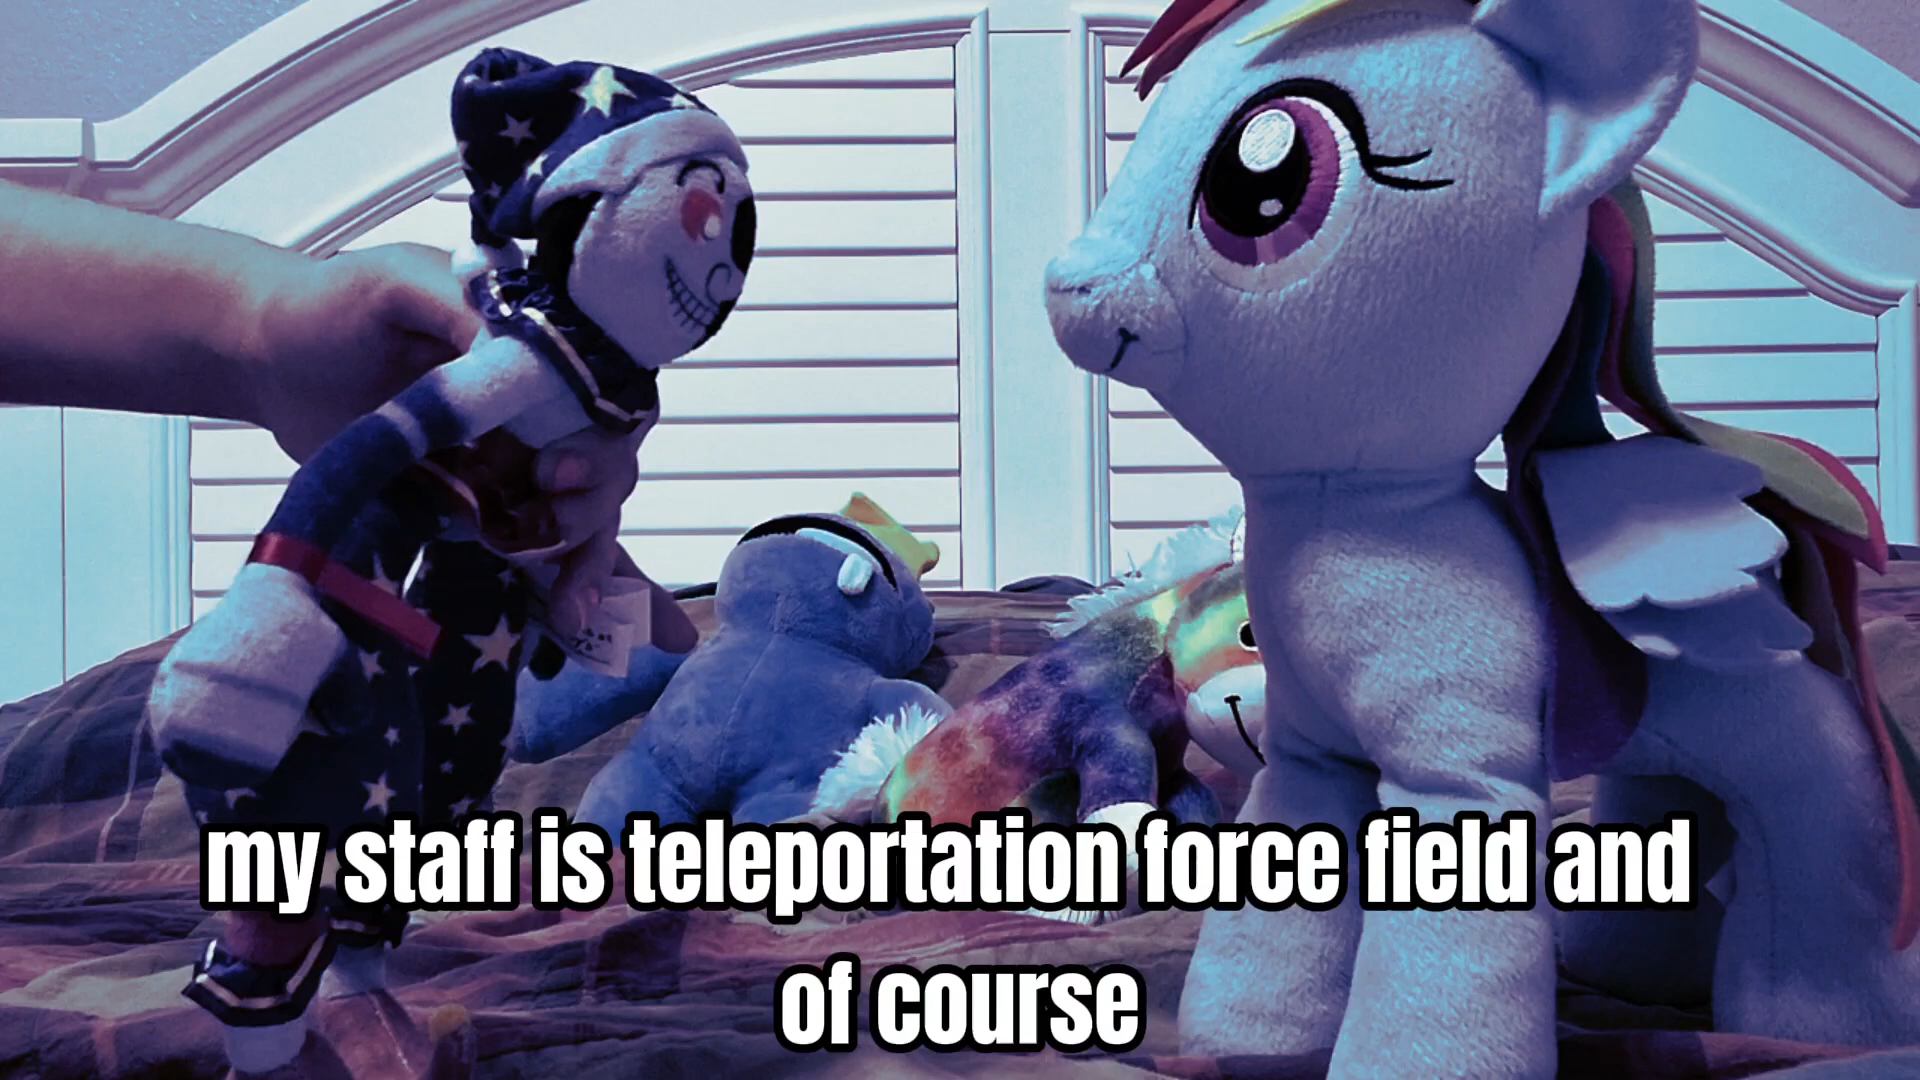 my staff is teleportation force field and
of course